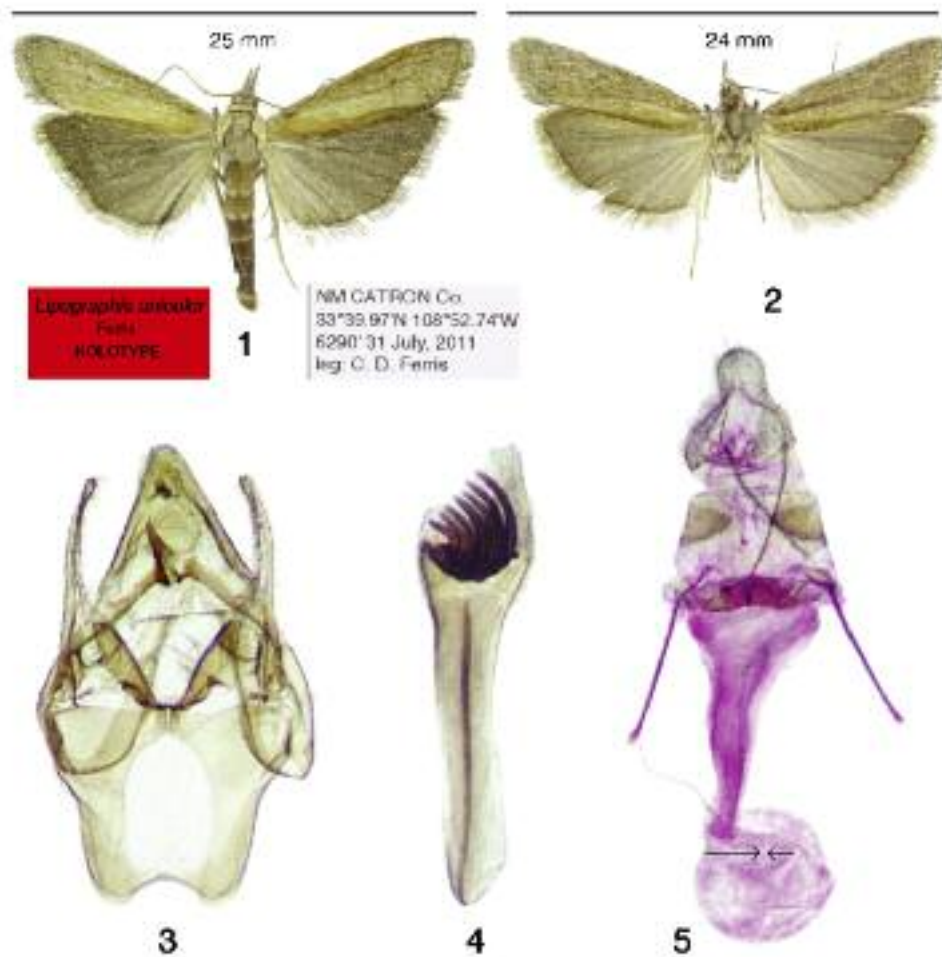 25 mm
24 mm
Lipographis unicolor
Ferris
HOLOTYPE
1
NM CATRON Co.
33°39.97'N 108°52.74'W
6290' 31 July, 2011
leg: C. D. Ferris
2
3
4
5